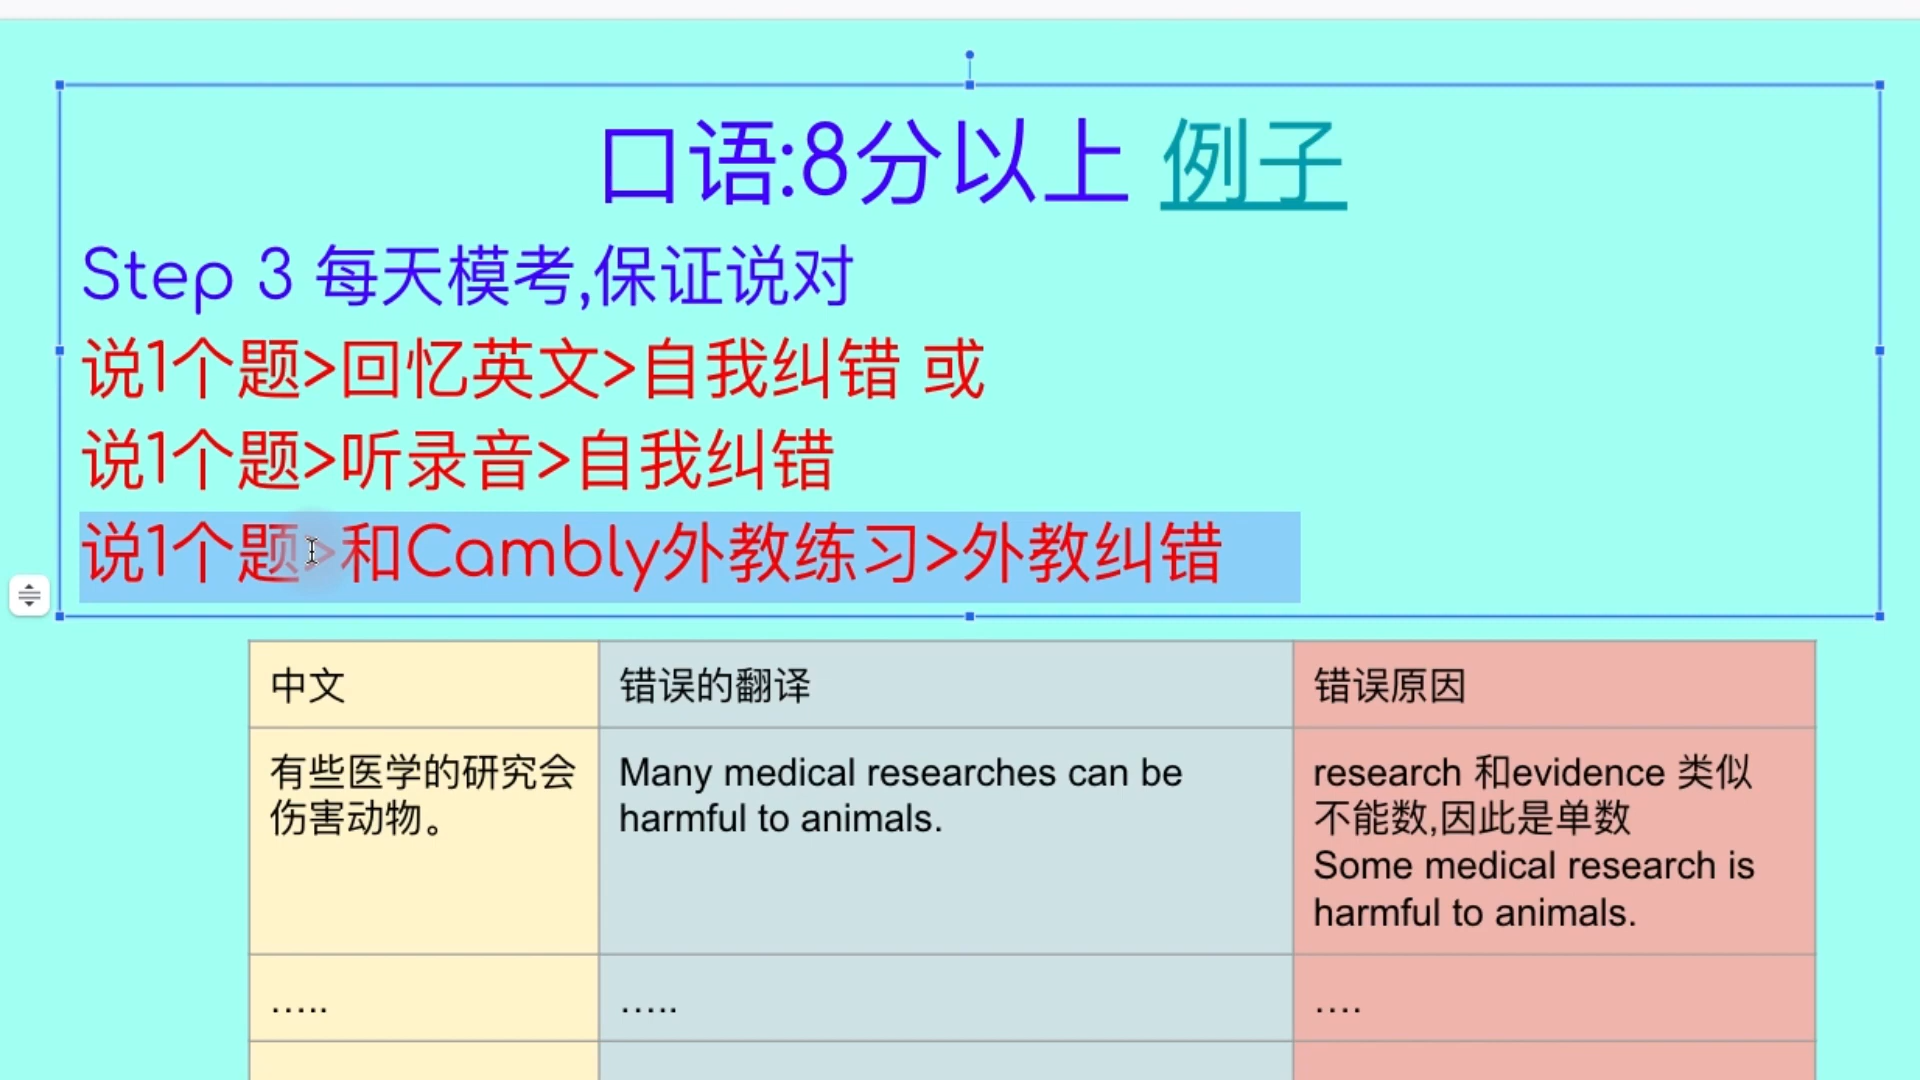 口语:8分以上 例子
Step 3 每天模考,保证说对
说1个题>回忆英文>自我纠错 或
说1个题>听录音>自我纠错
说1个题>和Cambly外教练习>外教纠错
中文
错误的翻译
错误原因
有些医学的研究会
伤害动物。
Many medical researches can be
harmful to animals.
research 和evidence 类似
不能数,因此是单数
Some medical research is
harmful to animals.
.....
.....
....